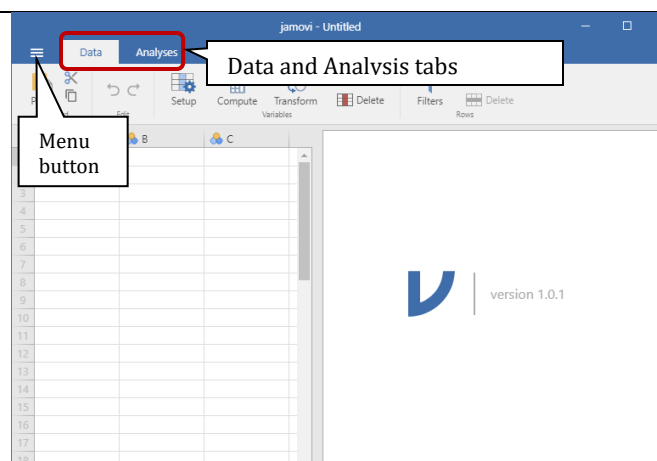 jamovi - Untitled
Data Analyses
Data and Analysis tabs
Setup Compute Transform Delete Filters Delete
Variables Rows
Menu
button
B C
3
4
5
6
7
8
9
version 1.0.1
10
11
12
13
14
15
16
17
18